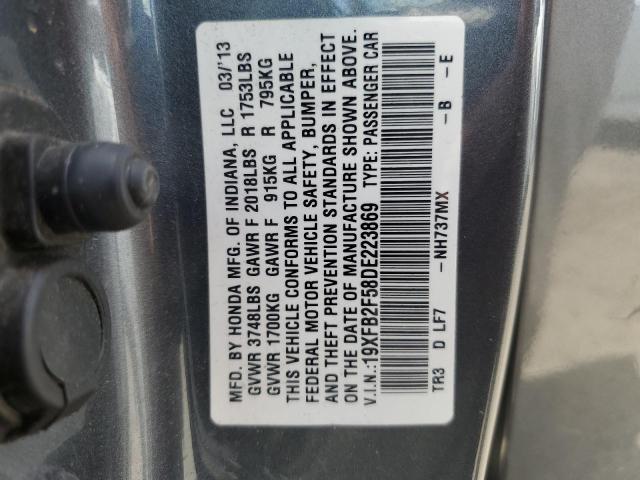 MFD. BY HONDA MFG. OF INDIANA, LLC 03/'13
GVWR 3748LBS GAWR F 2018LBS R 1753LBS
GVWR 1700KG GAWR F 915KG R 795KG
THIS VEHICLE CONFORMS TO ALL APPLICABLE
FEDERAL MOTOR VEHICLE SAFETY, BUMPER,
AND THEFT PREVENTION STANDARDS IN EFFECT
ON THE DATE OF MANUFACTURE SHOWN ABOVE.
V.I.N.:19XFB2F58DE223869 TYPE: PASSENGER CAR
TR3 D LF7 -NH737MX -B -E